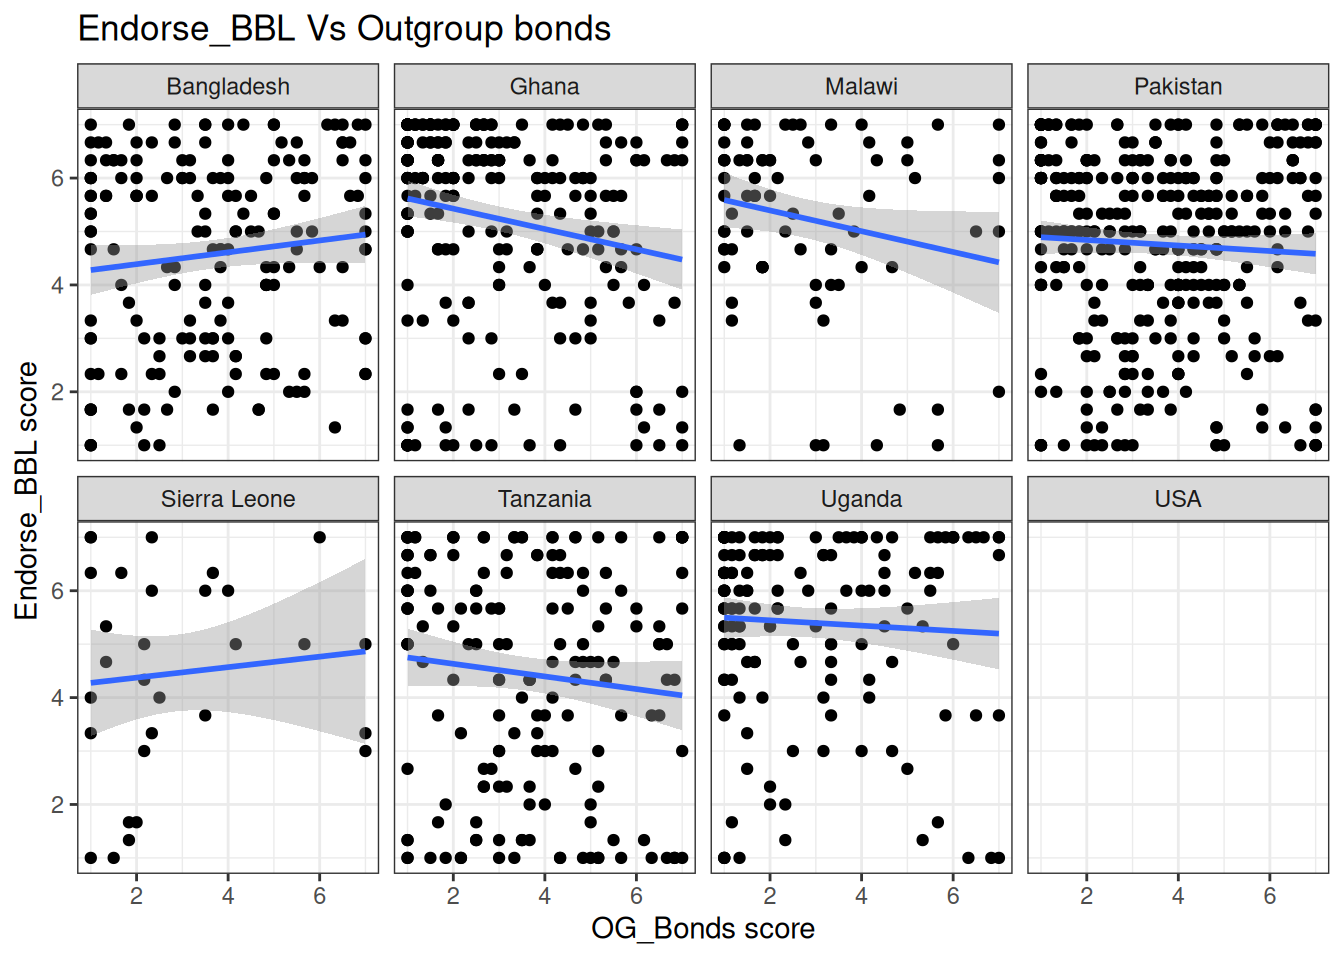 Endorse_BBL Vs Outgroup bonds
Bangladesh
Ghana
Malawi
Pakistan
6
4
2
Sierra Leone
Tanzania
Uganda
USA
6
4
2
2 4 6
2 4 6
2 4 6
2 4 6
OG_Bonds score
Endorse_BBL score